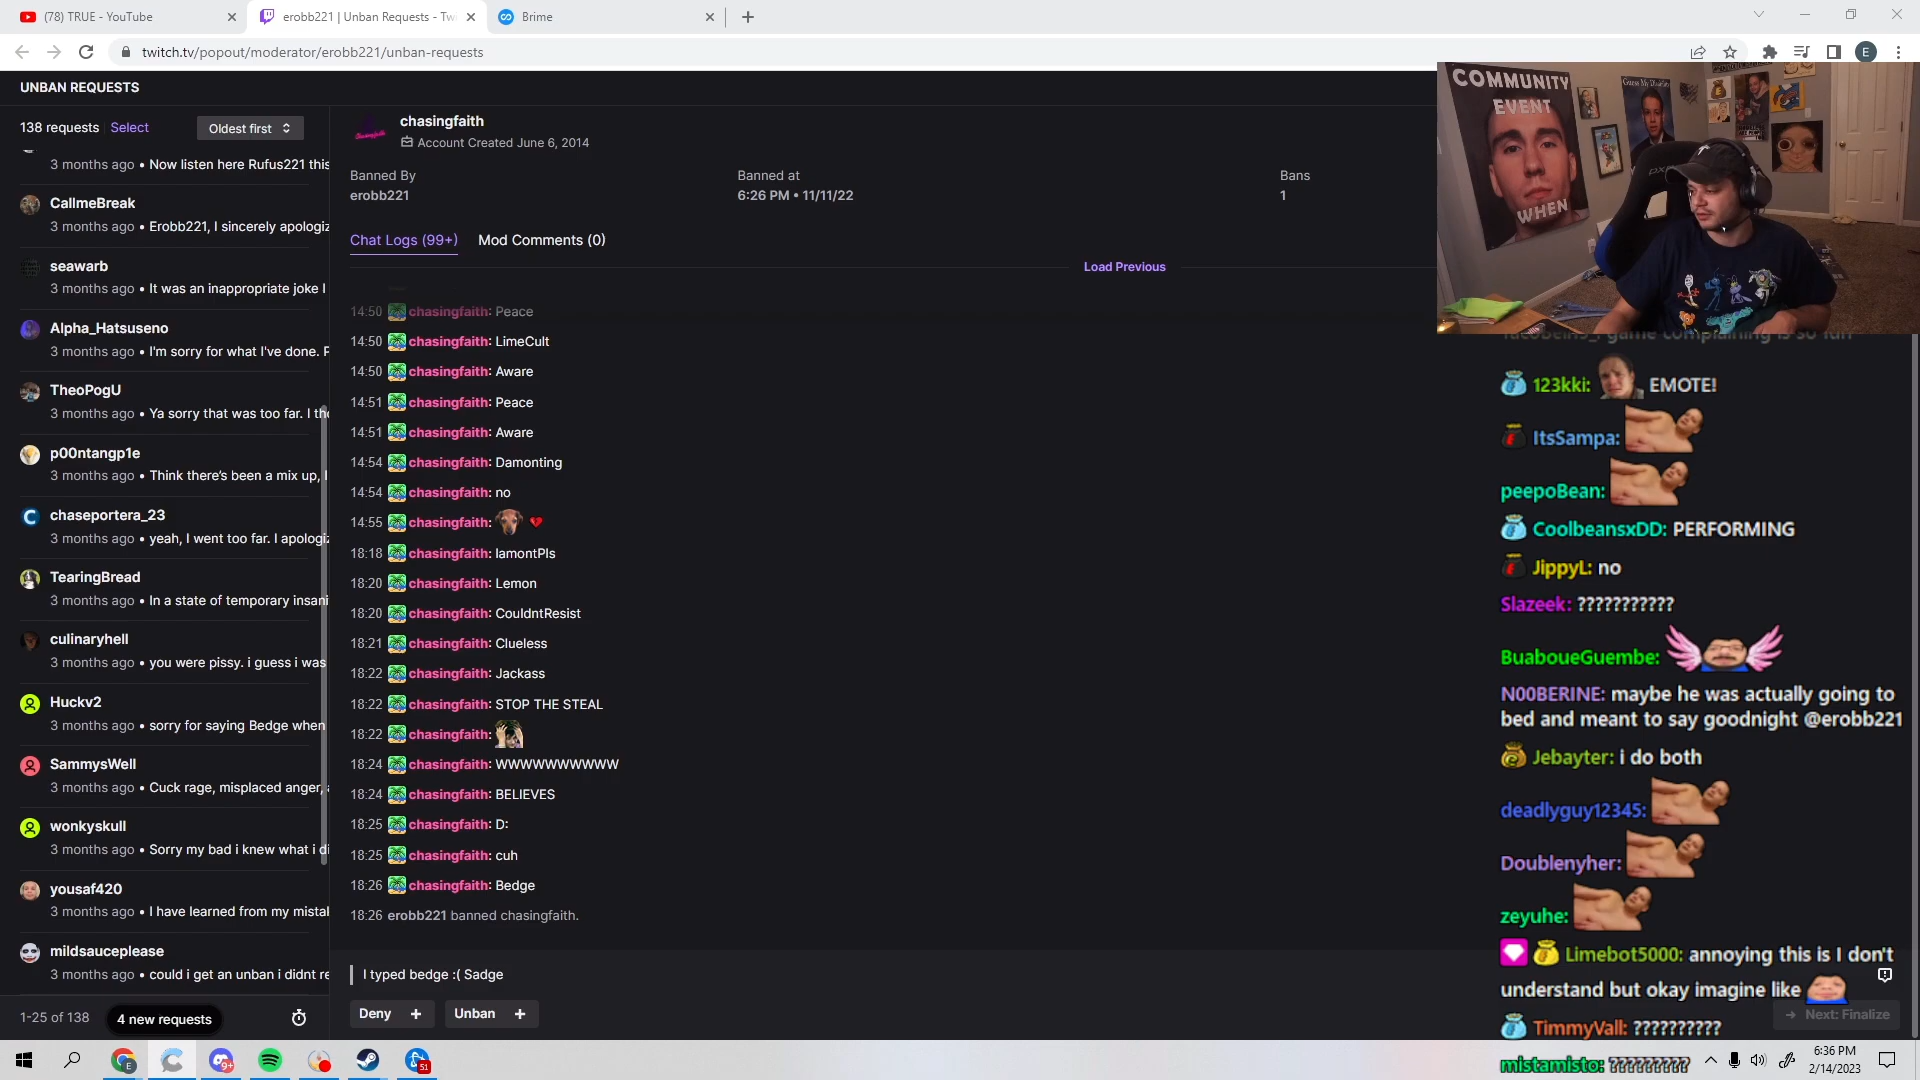 (78) TRUE - YouTube
erobb221 | Unban Requests - Tw
Brime
twitch.tv/popout/moderator/erobb221/unban-requests
E
UNBAN REQUESTS
138 requests
Select
Oldest first
3 months ago • Now listen here Rufus221 this
CallmeBreak
3 months ago • Erobb221, I sincerely apologiz
seawarb
3 months ago • It was an inappropriate joke I
Alpha_Hatsuseno
3 months ago • I'm sorry for what I've done. P
TheoPogU
3 months ago • Ya sorry that was too far. I tho
p00ntangp1e
3 months ago • Think there's been a mix up, I
chaseportera_23
3 months ago • yeah, I went too far. I apologiz
TearingBread
3 months ago • In a state of temporary insani
culinaryhell
3 months ago • you were pissy. i guess i was
Huckv2
3 months ago • sorry for saying Bedge when
SammysWell
3 months ago • Cuck rage, misplaced anger,
wonkyskull
3 months ago • Sorry my bad i knew what i di
yousaf420
3 months ago • I have learned from my mistal
mildsauceplease
3 months ago • could i get an unban i didnt re
1-25 of 138
4 new requests
chasingfaith
Account Created June 6, 2014
Banned By
erobb221
Banned at
6:26 PM • 11/11/22
Bans
1
Chat Logs (99+)
Mod Comments (0)
Load Previous
14:50 chasingfaith: Peace
14:50 chasingfaith: LimeCult
14:50 chasingfaith: Aware
14:51 chasingfaith: Peace
14:51 chasingfaith: Aware
14:54 chasingfaith: Damonting
14:54 chasingfaith: no
14:55 chasingfaith:
18:18 chasingfaith: lamontPls
18:20 chasingfaith: Lemon
18:20 chasingfaith: CouldntResist
18:21 chasingfaith: Clueless
18:22 chasingfaith: Jackass
18:22 chasingfaith: STOP THE STEAL
18:22 chasingfaith:
18:24 chasingfaith: WWWWWWWWWW
18:24 chasingfaith: BELIEVES
18:25 chasingfaith: D:
18:25 chasingfaith: cuh
18:26 chasingfaith: Bedge
18:26 erobb221 banned chasingfaith.
I typed bedge :( Sadge
Deny +
Unban +
Next: Finalize
COMMUNITY
EVENT
WHEN
game complaining is so fun
123kki: EMOTE!
ItsSampa:
peepoBean:
CoolbeansxDD: PERFORMING
JippyL: no
Slazeek: ???????????
BuaboueGuembe:
N00BERINE: maybe he was actually going to
bed and meant to say goodnight @erobb221
Jebayter: i do both
deadlyguy12345:
Doublenyher:
zeyuhe:
Limebot5000: annoying this is I don't
understand but okay imagine like
TimmyVall: ??????????
mistamisto: ?????????
9+
51
6:36 PM
2/14/2023